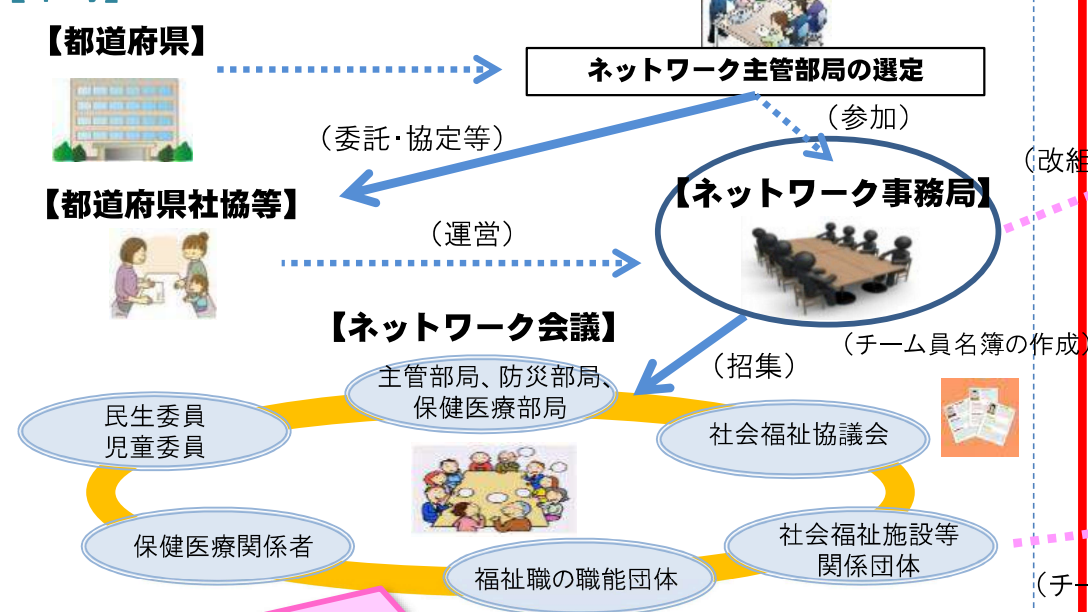 【都道府県】
ネットワーク主管部局の選定
（参加）
（委託・協定等）
（改組
【都道府県社協等】
【ネットワーク事務局】
（運営）
【ネットワーク会議】
（チーム員名簿の作成）
（招集）
主管部局、防災部局、
保健医療部局
民生委員
児童委員
社会福祉協議会
保健医療関係者
社会福祉施設等
関係団体
福祉職の職能団体
（チー